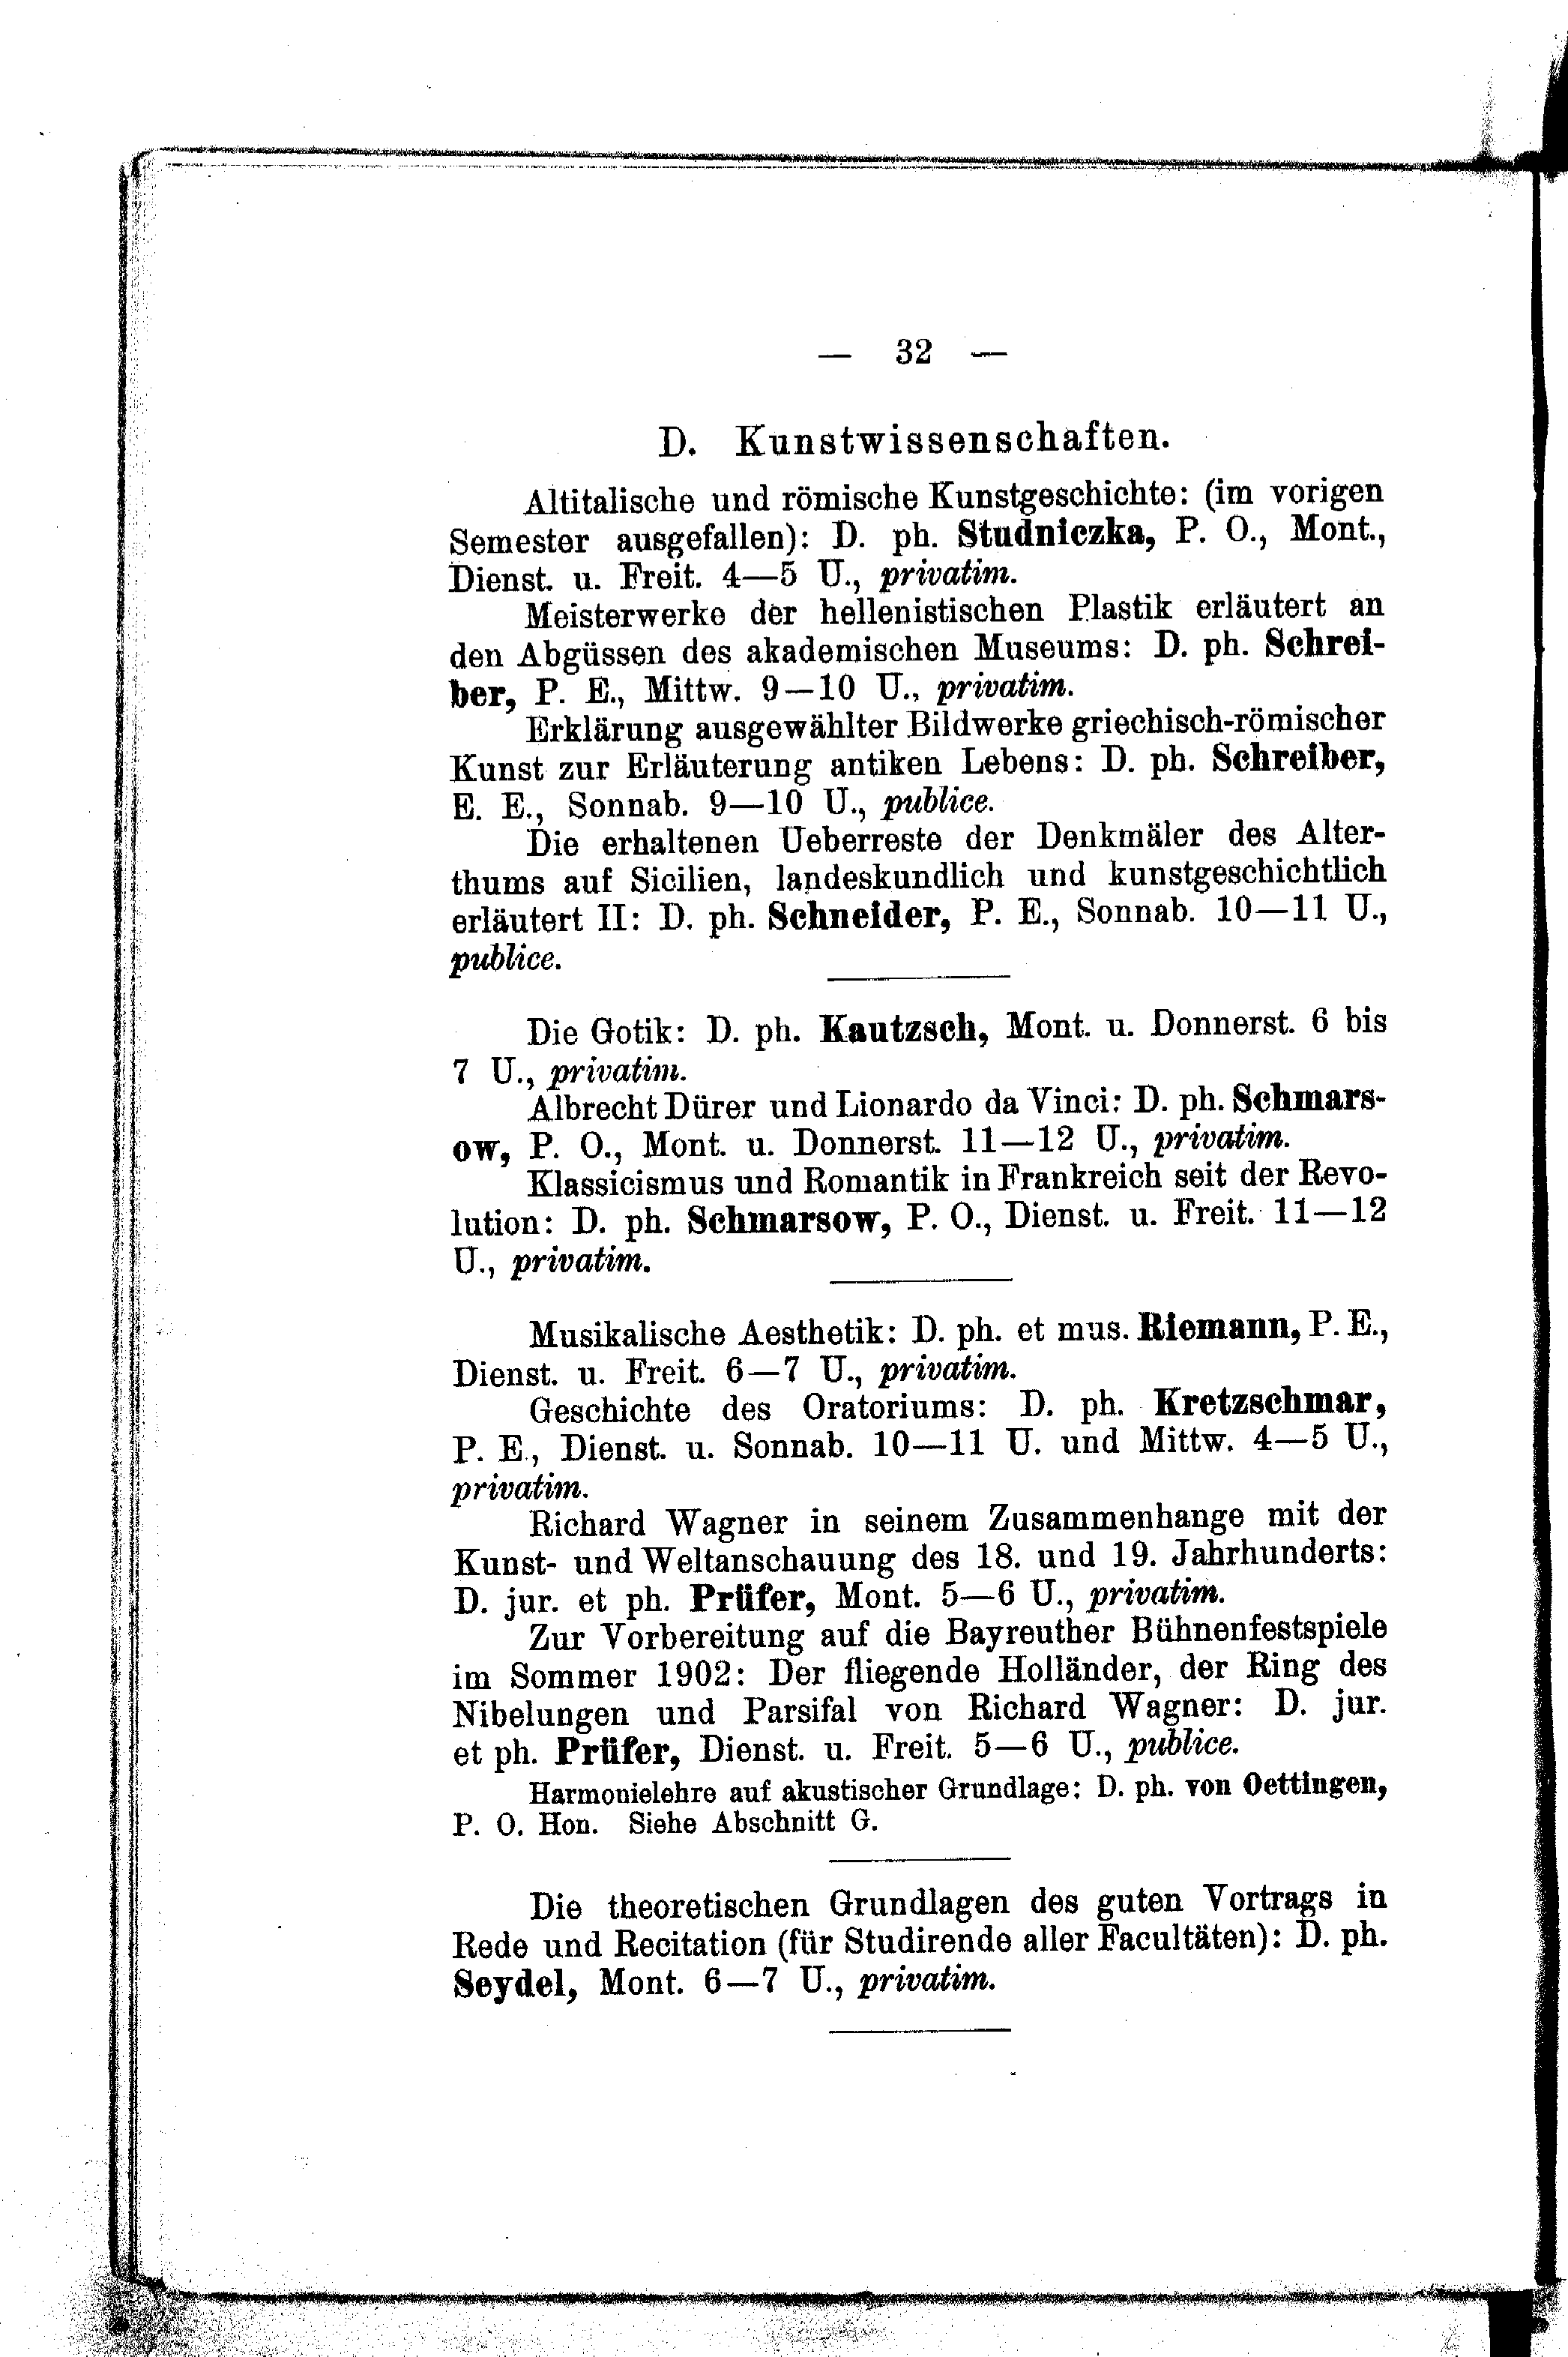 — 32 —
D. Kunstwissenschaften.
Altitalische und römische Kunstgeschichte: (im vorigen
Semester ausgefallen): D. ph. Studniczka, P. O., Mont.,
Dienst. u. Freit. 4—5 U., privatim.
Meisterwerke der hellenistischen Plastik erläutert an
den Abgüssen des akademischen Museums: D. ph. Schrei-
ber, P. E., Mittw. 9—10 U., privatim.
Erklärung ausgewählter Bildwerke griechisch-römischer
Kunst zur Erläuterung antiken Lebens: D. ph. Schreiber,
E. E., Sonnab. 9—10 U., publice.
Die erhaltenen Ueberreste der Denkmäler des Alter-
thums auf Sicilien, landeskundlich und kunstgeschichtlich
erläutert II: D. ph. Schneider, P. E., Sonnab. 10—11 U.,
publice.
Die Gotik: D. ph. Kautzsch, Mont. u. Donnerst. 6 bis
7 U., privatim.
Albrecht Dürer und Lionardo da Vinci: D. ph. Schmars-
ow, P. O., Mont. u. Donnerst. 11—12 U., privatim.
Klassicismus und Romantik in Frankreich seit der Revo-
lution: D. ph. Schmarsow, P. O., Dienst. u. Freit. 11—12
U., privatim.
Musikalische Aesthetik: D. ph. et mus. Riemann, P. E.,
Dienst. u. Freit. 6—7 U., privatim.
Geschichte des Oratoriums: D. ph. Kretzschmar,
P. E., Dienst. u. Sonnab. 10—11 U. und Mittw. 4—5 U.,
privatim.
Richard Wagner in seinem Zusammenhange mit der
Kunst- und Weltanschauung des 18. und 19. Jahrhunderts:
D. jur. et ph. Prüfer, Mont. 5—6 U., privatim.
Zur Vorbereitung auf die Bayreuther Bühnenfestspiele
im Sommer 1902: Der fliegende Holländer, der Ring des
Nibelungen und Parsifal von Richard Wagner: D. jur.
et ph. Prüfer, Dienst. u. Freit. 5—6 U., publice.
Harmonielehre auf akustischer Grundlage: D. ph. von Oettingen,
P. O. Hon. Siehe Abschnitt G.
Die theoretischen Grundlagen des guten Vortrags in
Rede und Recitation (für Studirende aller Facultäten): D. ph.
Seydel, Mont. 6—7 U., privatim.